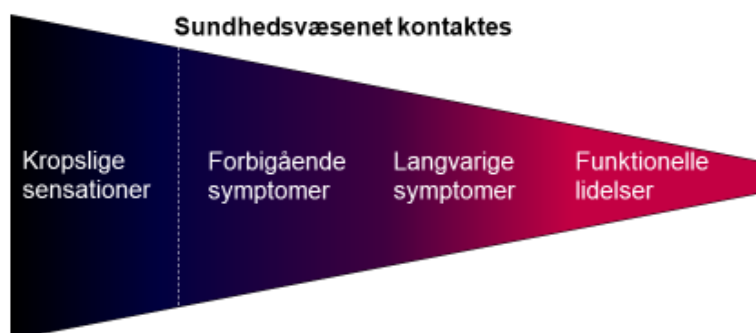 Sundhedsvæsenet kontaktes
Kropslige
sensationer
Forbigående
symptomer
Langvarige
symptomer
Funktionelle
lidelser